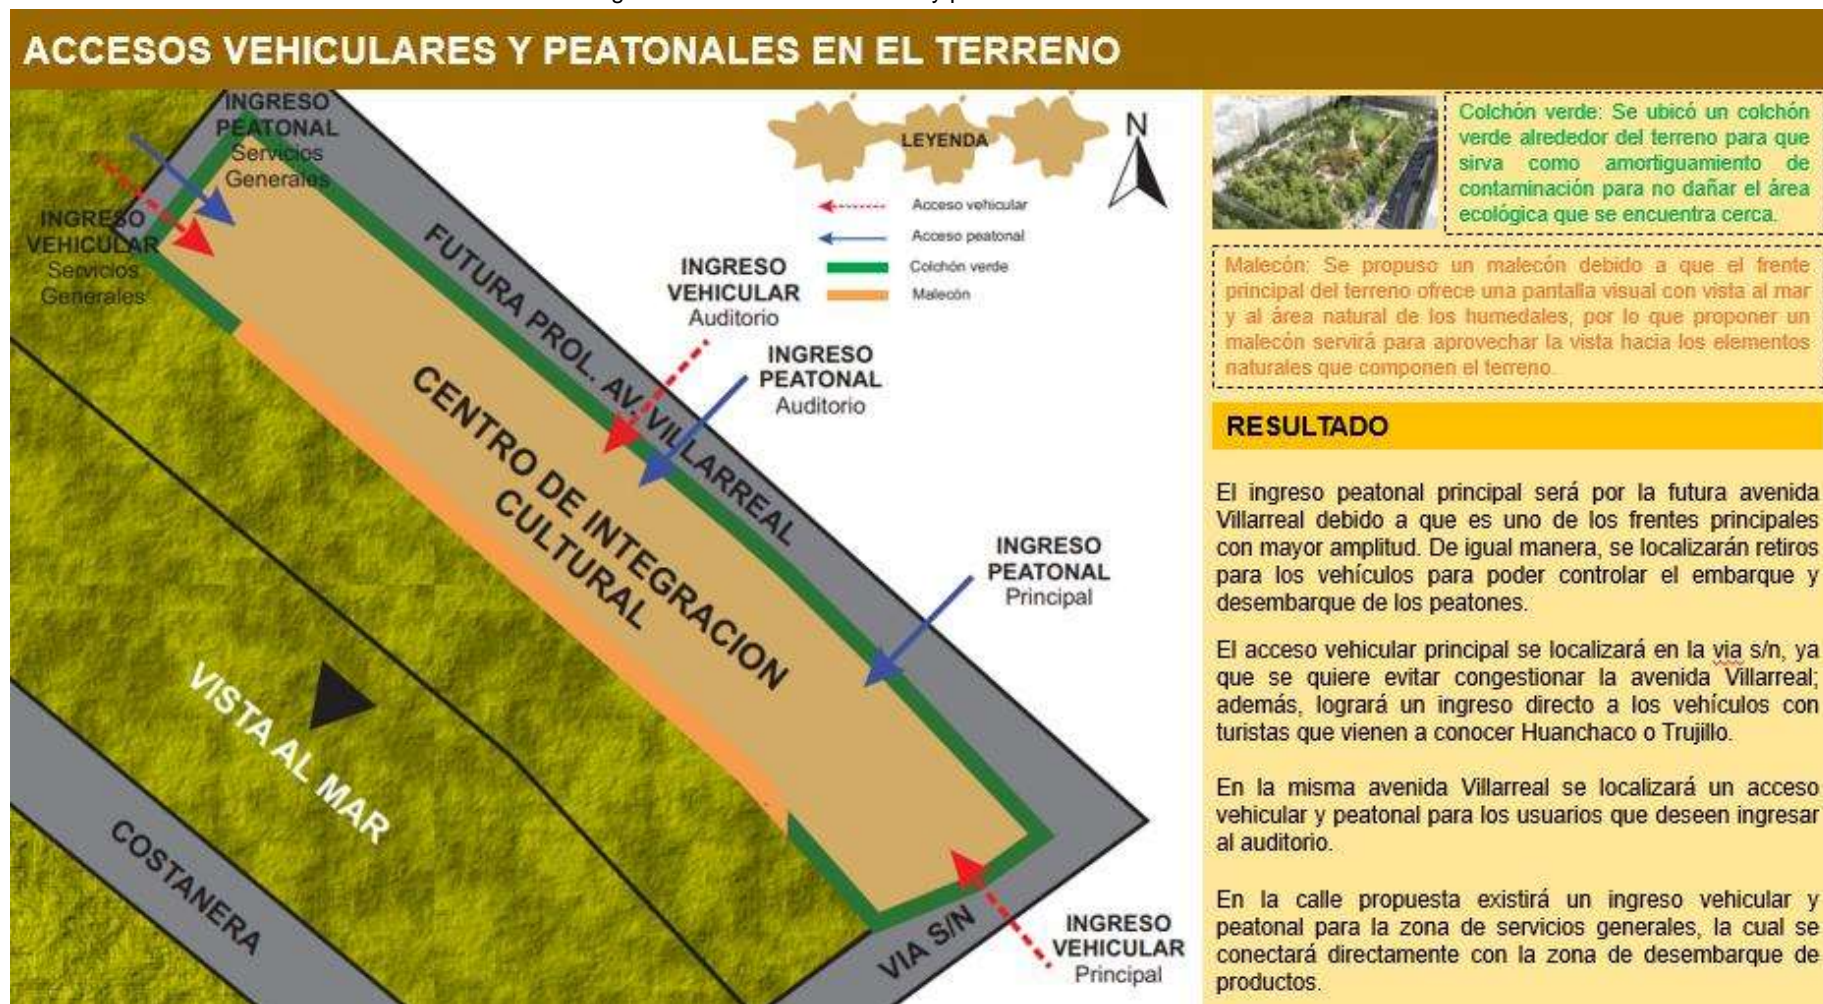 ACCESOS VEHICULARES Y PEATONALES EN EL TERRENO
INGRESO
PEATONAL
Servicios
Generales
INGRESO
VEHICULAR
Servicios
Generales
FUTURA PROL. AV. VILLARREAL
INGRESO
VEHICULAR
Auditorio
INGRESO
PEATONAL
Auditorio
LEYENDA
N
Acceso vehicular
Acceso peatonal
Colchón verde
Malecón
CENTRO DE INTEGRACION
CULTURAL
INGRESO
PEATONAL
Principal
VISTA AL MAR
COSTANERA
VIA S/N
INGRESO
VEHICULAR
Principal
Colchón verde: Se ubicó un colchón
verde alrededor del terreno para que
sirva como amortiguamiento de
contaminación para no dañar el área
ecológica que se encuentra cerca.
Malecón: Se propuso un malecón debido a que el frente
principal del terreno ofrece una pantalla visual con vista al mar
y al área natural de los humedales, por lo que proponer un
malecón servirá para aprovechar la vista hacia los elementos
naturales que componen el terreno.
RESULTADO
El ingreso peatonal principal será por la futura avenida
Villarreal debido a que es uno de los frentes principales
con mayor amplitud. De igual manera, se localizarán retiros
para los vehículos para poder controlar el embarque y
desembarque de los peatones.
El acceso vehicular principal se localizará en la via s/n, ya
que se quiere evitar congestionar la avenida Villarreal;
además, logrará un ingreso directo a los vehículos con
turistas que vienen a conocer Huanchaco o Trujillo.
En la misma avenida Villarreal se localizará un acceso
vehicular y peatonal para los usuarios que deseen ingresar
al auditorio.
En la calle propuesta existirá un ingreso vehicular y
peatonal para la zona de servicios generales, la cual se
conectará directamente con la zona de desembarque de
productos.